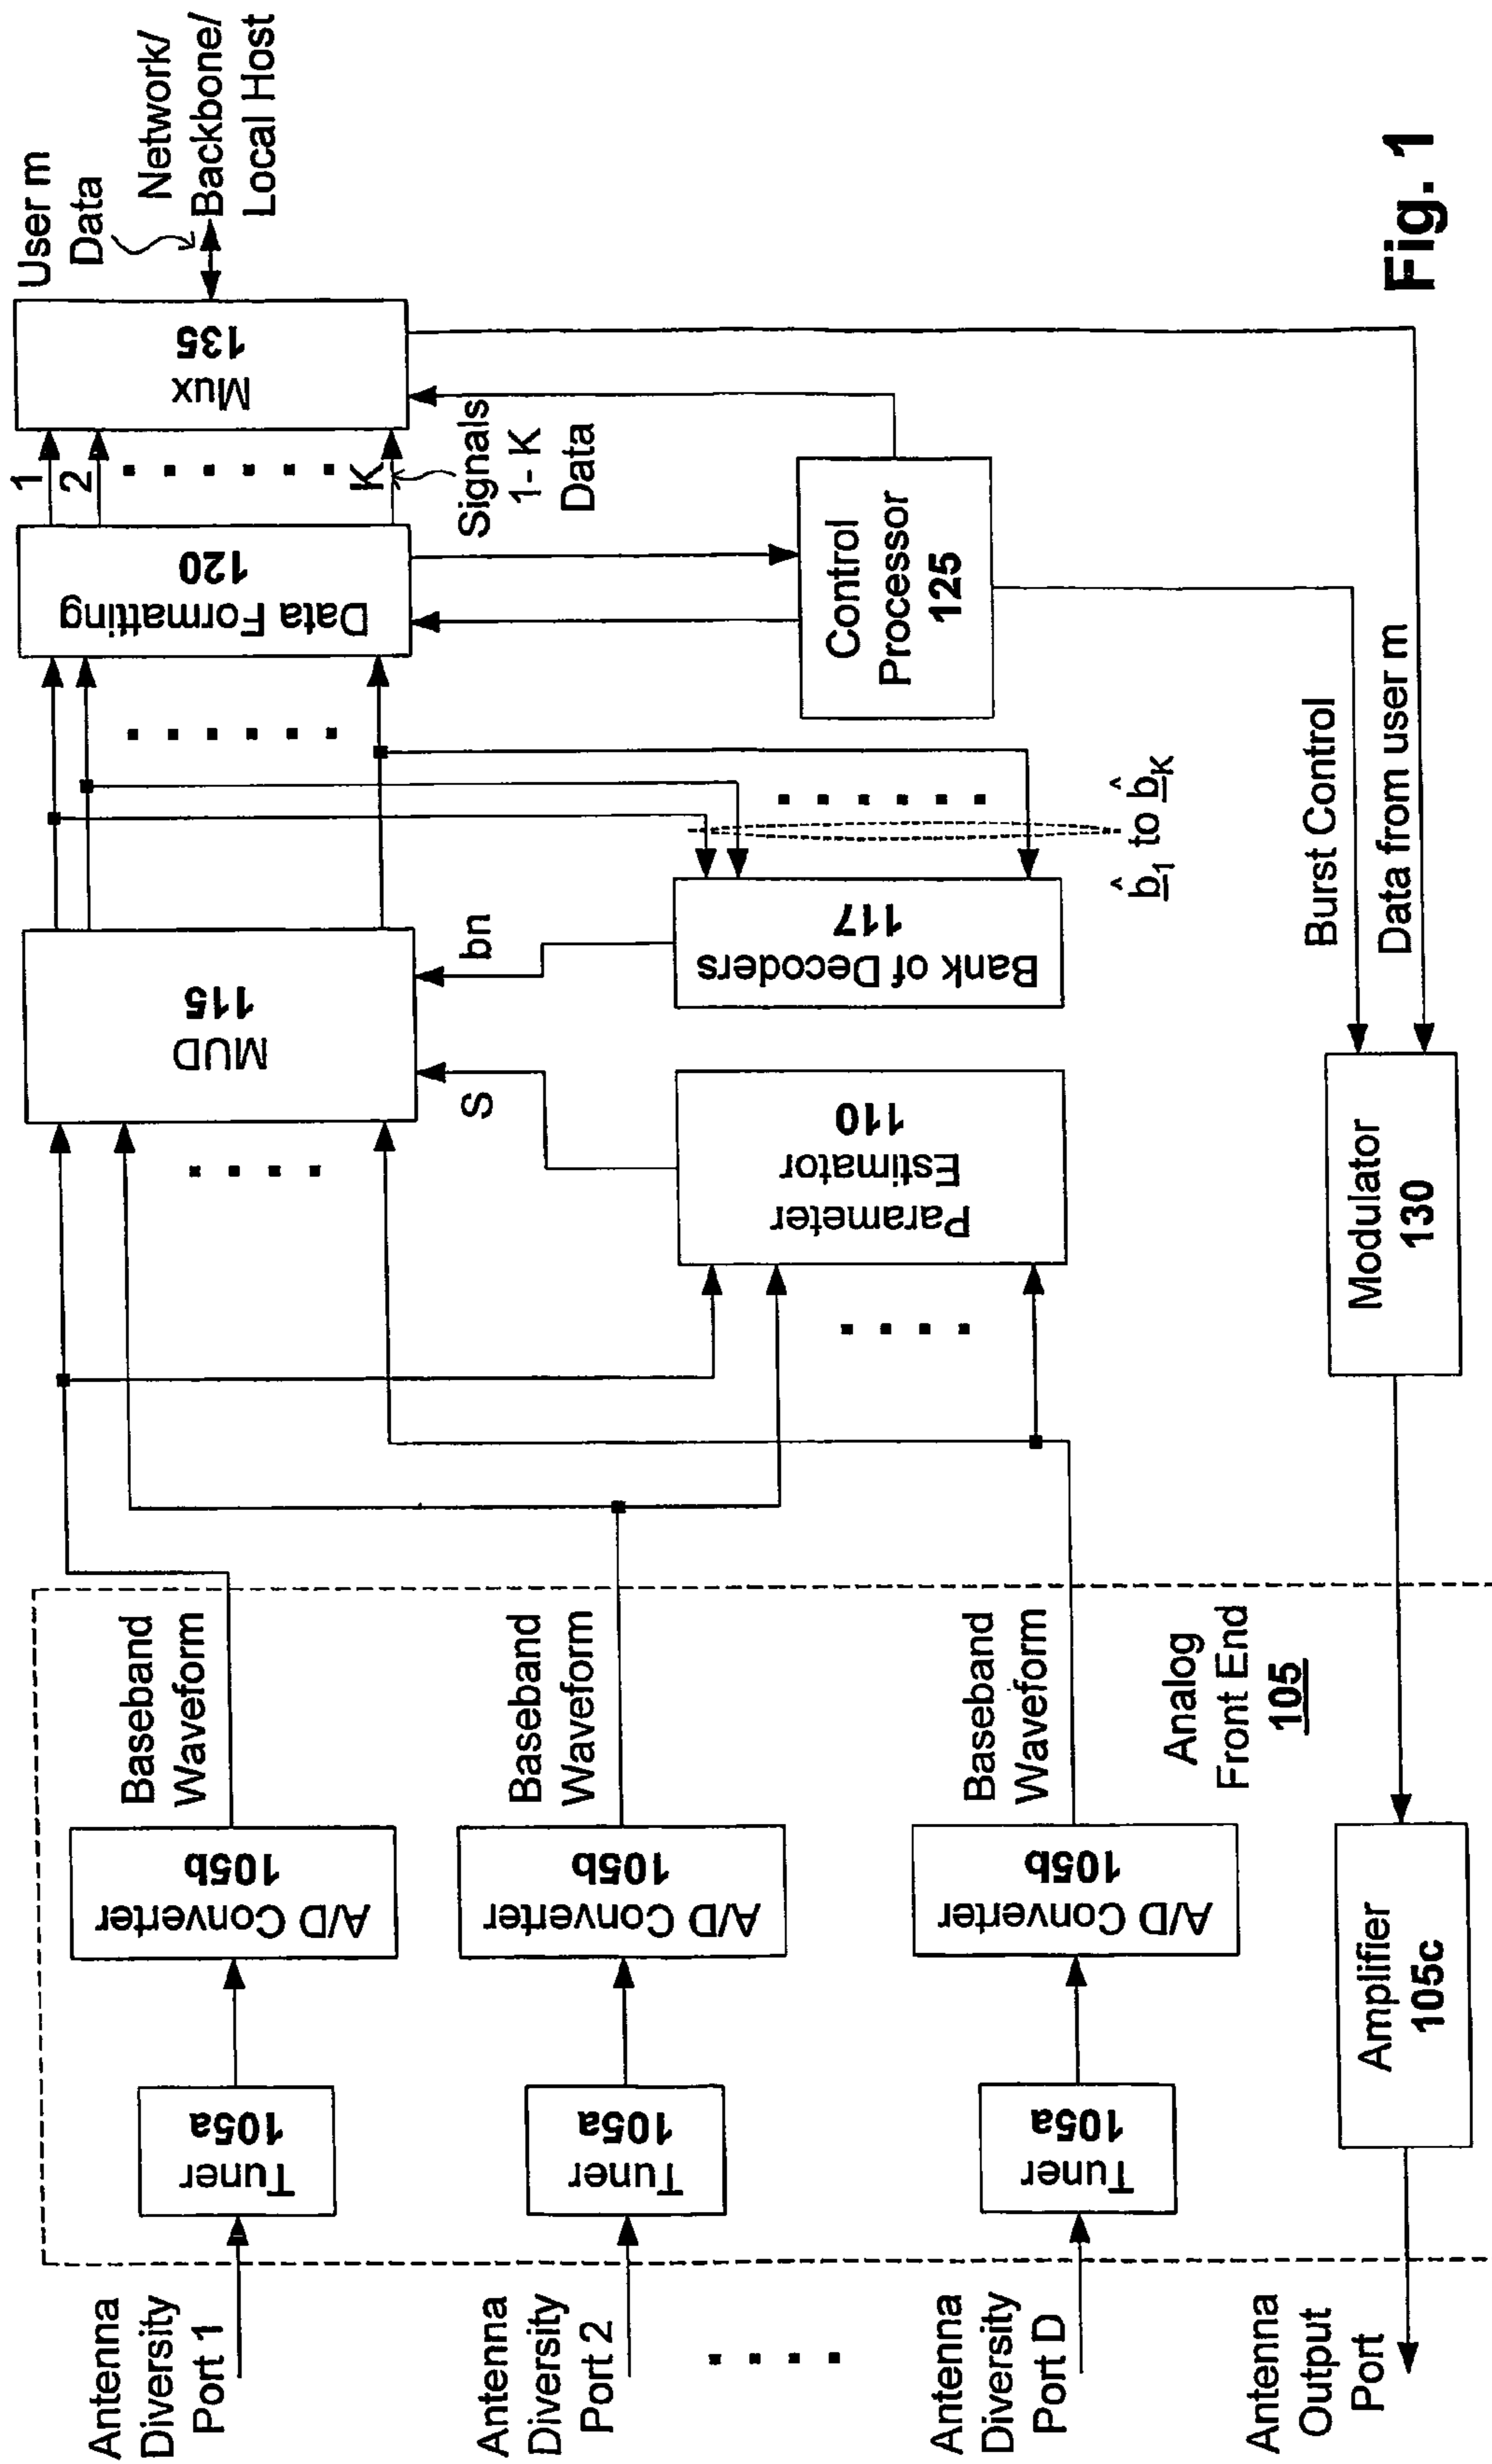 Antenna
Diversity
Port 1
Tuner
105a
A/D Converter
105b
Baseband
Waveform
Antenna
Diversity
Port 2
Tuner
105a
A/D Converter
105b
Baseband
Waveform
Antenna
Diversity
Port D
Tuner
105a
A/D Converter
105b
Baseband
Waveform
Analog
Front End
105
Antenna
Output
Port
Amplifier
105c
Modulator
130
Burst Control
Data from user m
Parameter
Estimator
110
S
MUD
115
bn
Bank of Decoders
117
b̂1 to b̂K
Data Formatting
120
Control
Processor
125
1
2
K
Signals
1- K
Data
Mux
135
User m
Data
Network/
Backbone/
Local Host
Fig. 1